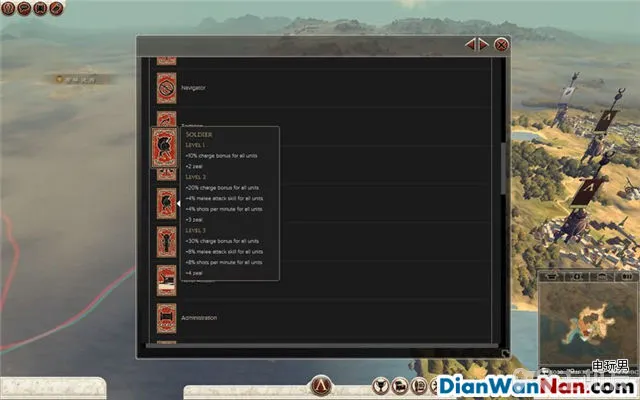 Navigator
SOLDIER
LEVEL 1
+10% charge bonus for all units
+2 zeal
LEVEL 2
+20% charge bonus for all units
+4% melee attack skill for all units
+4% shots per minute for all units
+3 zeal
LEVEL 3
+30% charge bonus for all units
+8% melee attack skill for all units
+8% shots per minute for all units
+4 zeal
Administration
电玩男
DianWanNan.com